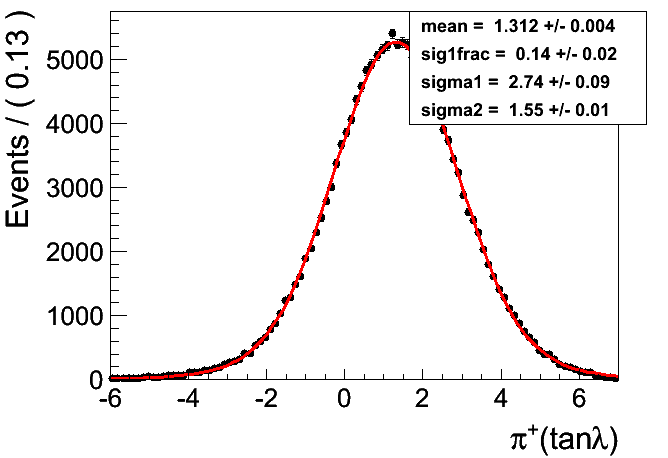 mean = 1.312 +/- 0.004
sig1frac = 0.14 +/- 0.02
sigma1 = 2.74 +/- 0.09
sigma2 = 1.55 +/- 0.01
Events / ( 0.13 )
5000
4000
3000
2000
1000
0
-6 -4 -2 0 2 4 6
π⁺(tanλ)